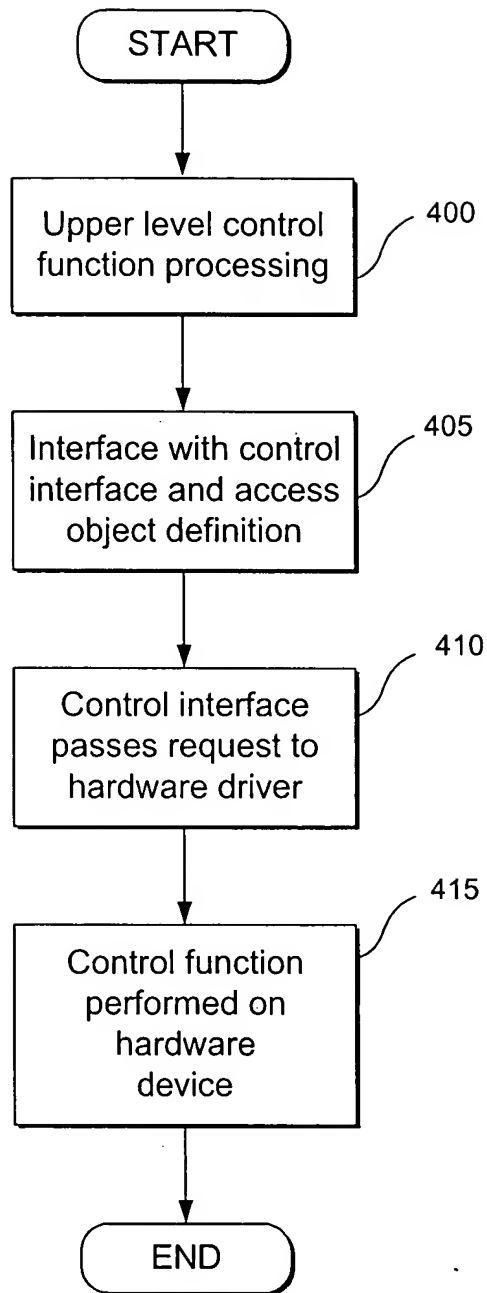 START
Upper level control
function processing
400
Interface with control
interface and access
object definition
405
Control interface
passes request to
hardware driver
410
Control function
performed on
hardware
device
415
END